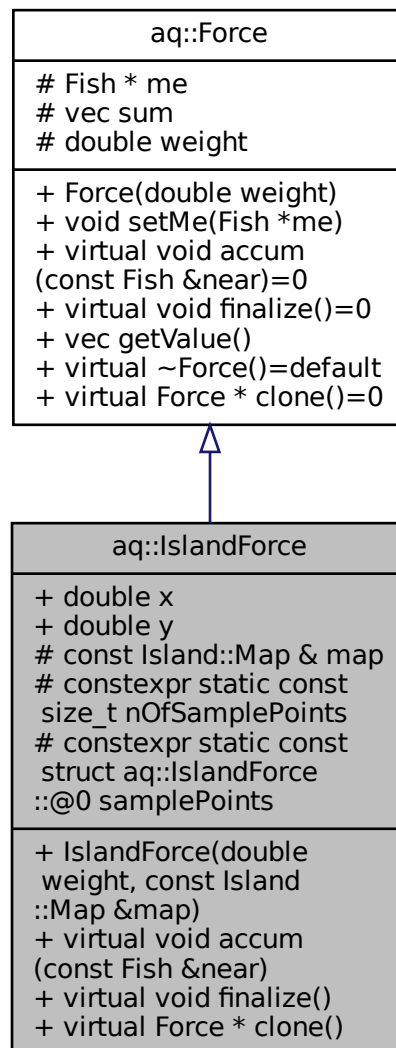 aq::Force
# Fish * me
# vec sum
# double weight
+ Force(double weight)
+ void setMe(Fish *me)
+ virtual void accum
(const Fish &near)=0
+ virtual void finalize()=0
+ vec getValue()
+ virtual ~Force()=default
+ virtual Force * clone()=0
aq::IslandForce
+ double x
+ double y
# const Island::Map & map
# constexpr static const
size_t nOfSamplePoints
# constexpr static const
struct aq::IslandForce
::@0 samplePoints
+ IslandForce(double
weight, const Island
::Map &map)
+ virtual void accum
(const Fish &near)
+ virtual void finalize()
+ virtual Force * clone()